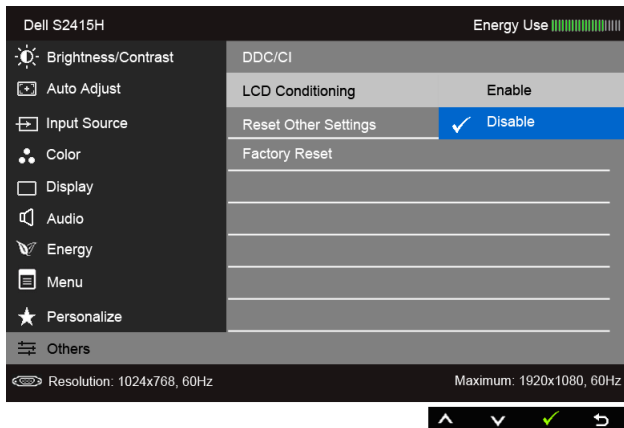 Dell S2415H
Energy Use
Brightness/Contrast
DDC/CI
Auto Adjust
LCD Conditioning
Enable
Input Source
Reset Other Settings
Disable
Color
Factory Reset
Display
Audio
Energy
Menu
Personalize
Others
Resolution: 1024x768, 60Hz
Maximum: 1920x1080, 60Hz